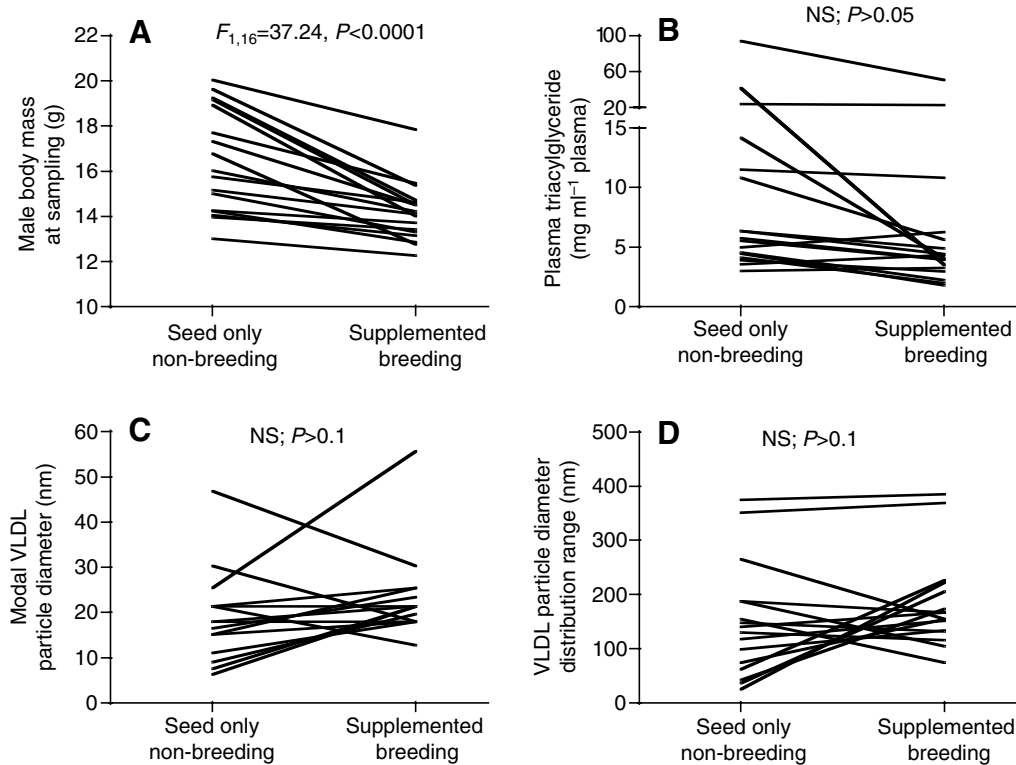 A
F1,16=37.24, P<0.0001
Male body mass
at sampling (g)
22
20
18
16
14
12
10
Seed only
non-breeding
Supplemented
breeding
B
NS; P>0.05
Plasma triacylglyceride
(mg ml–1 plasma)
100
60
20
15
10
5
0
Seed only
non-breeding
Supplemented
breeding
C
NS; P>0.1
Modal VLDL
particle diameter (nm)
60
50
40
30
20
10
0
Seed only
non-breeding
Supplemented
breeding
D
NS; P>0.1
VLDL particle diameter
distribution range (nm)
500
400
300
200
100
0
Seed only
non-breeding
Supplemented
breeding